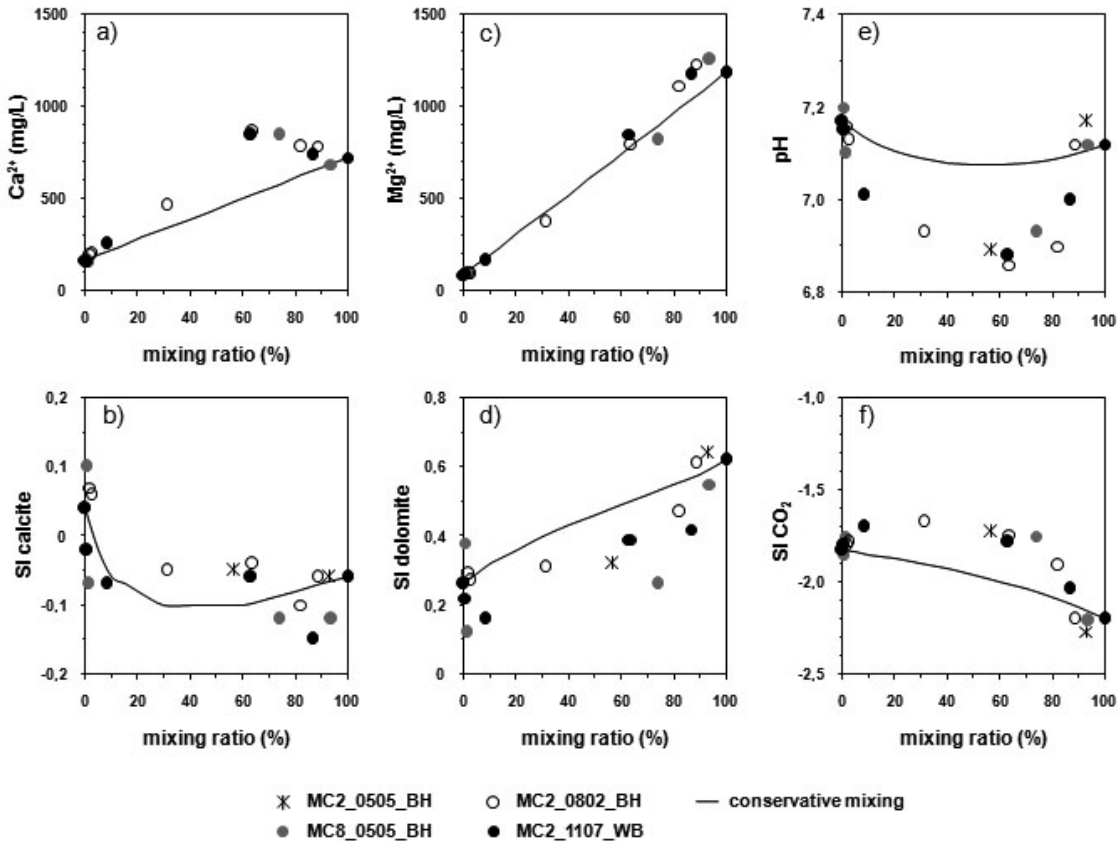 a)
Ca²⁺ (mg/L)
1500
1000
500
0
0 20 40 60 80 100
mixing ratio (%)
c)
Mg²⁺ (mg/L)
1500
1000
500
0
0 20 40 60 80 100
mixing ratio (%)
e)
pH
7,4
7,2
7,0
6,8
0 20 40 60 80 100
mixing ratio (%)
b)
SI calcite
0,2
0,1
0
-0,1
-0,2
0 20 40 60 80 100
mixing ratio (%)
d)
SI dolomite
0,8
0,6
0,4
0,2
0
0 20 40 60 80 100
mixing ratio (%)
f)
SI CO₂
-1,0
-1,5
-2,0
-2,5
0 20 40 60 80 100
mixing ratio (%)
MC2_0505_BH MC2_0802_BH conservative mixing
MC8_0505_BH MC2_1107_WB